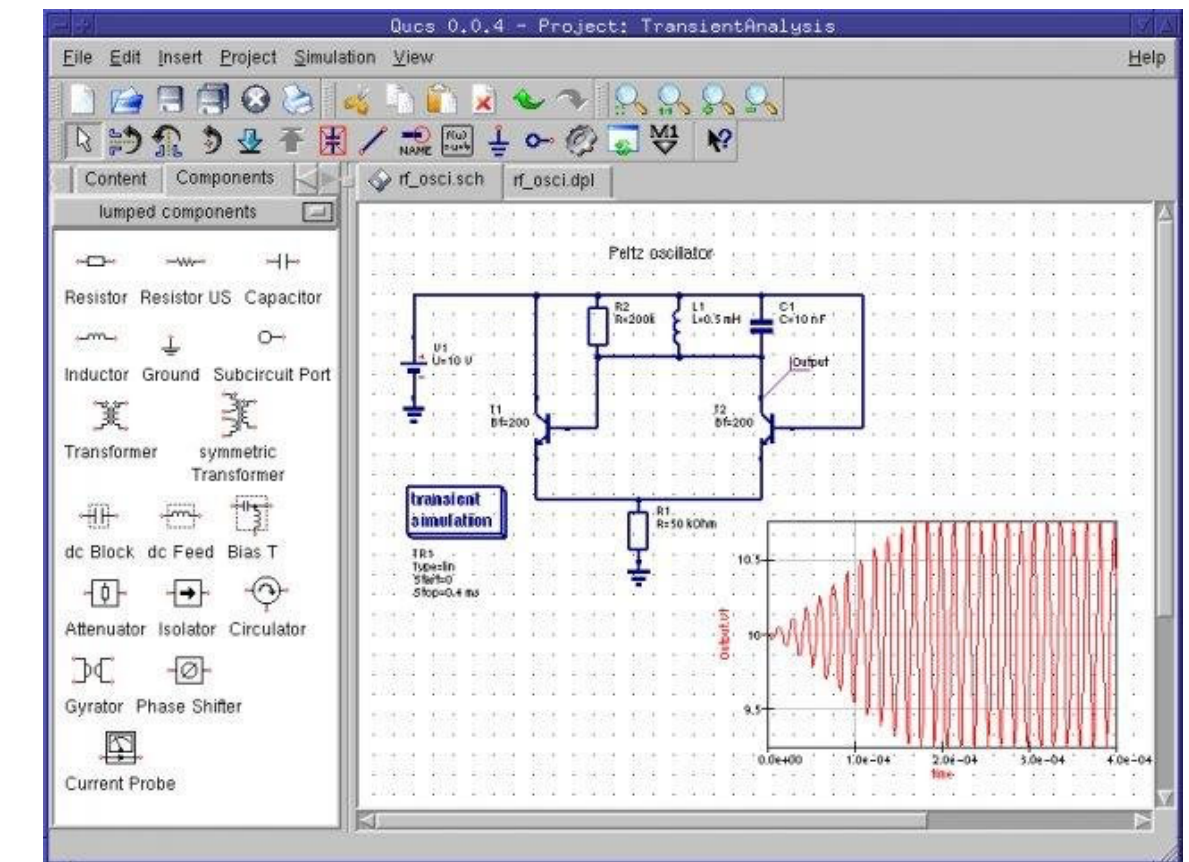 Qucs 0.0.4 - Project: TransientAnalysis
File Edit Insert Project Simulation View Help
NAME
M1
Content Components
rf_osci.sch rf_osci.dpl
lumped components
Resistor Resistor US Capacitor
Inductor Ground Subcircuit Port
Transformer symmetric
Transformer
dc Block dc Feed Bias T
Attenuator Isolator Circulator
Gyrator Phase Shifter
Current Probe
Peltz oscillator
R2
R=200k
L1
L=0.5 mH
C1
C=10 nF
V1
U=10 V
Output
T1
Bf=200
T2
Bf=200
transient
simulation
R1
R=50 kOhm
TR1
Type=lin
Start=0
Stop=0.4 ms
10.5
10
9.5
Output.Vt
0.0e+00 1.0e-04 2.0e-04 3.0e-04 4.0e-04
time